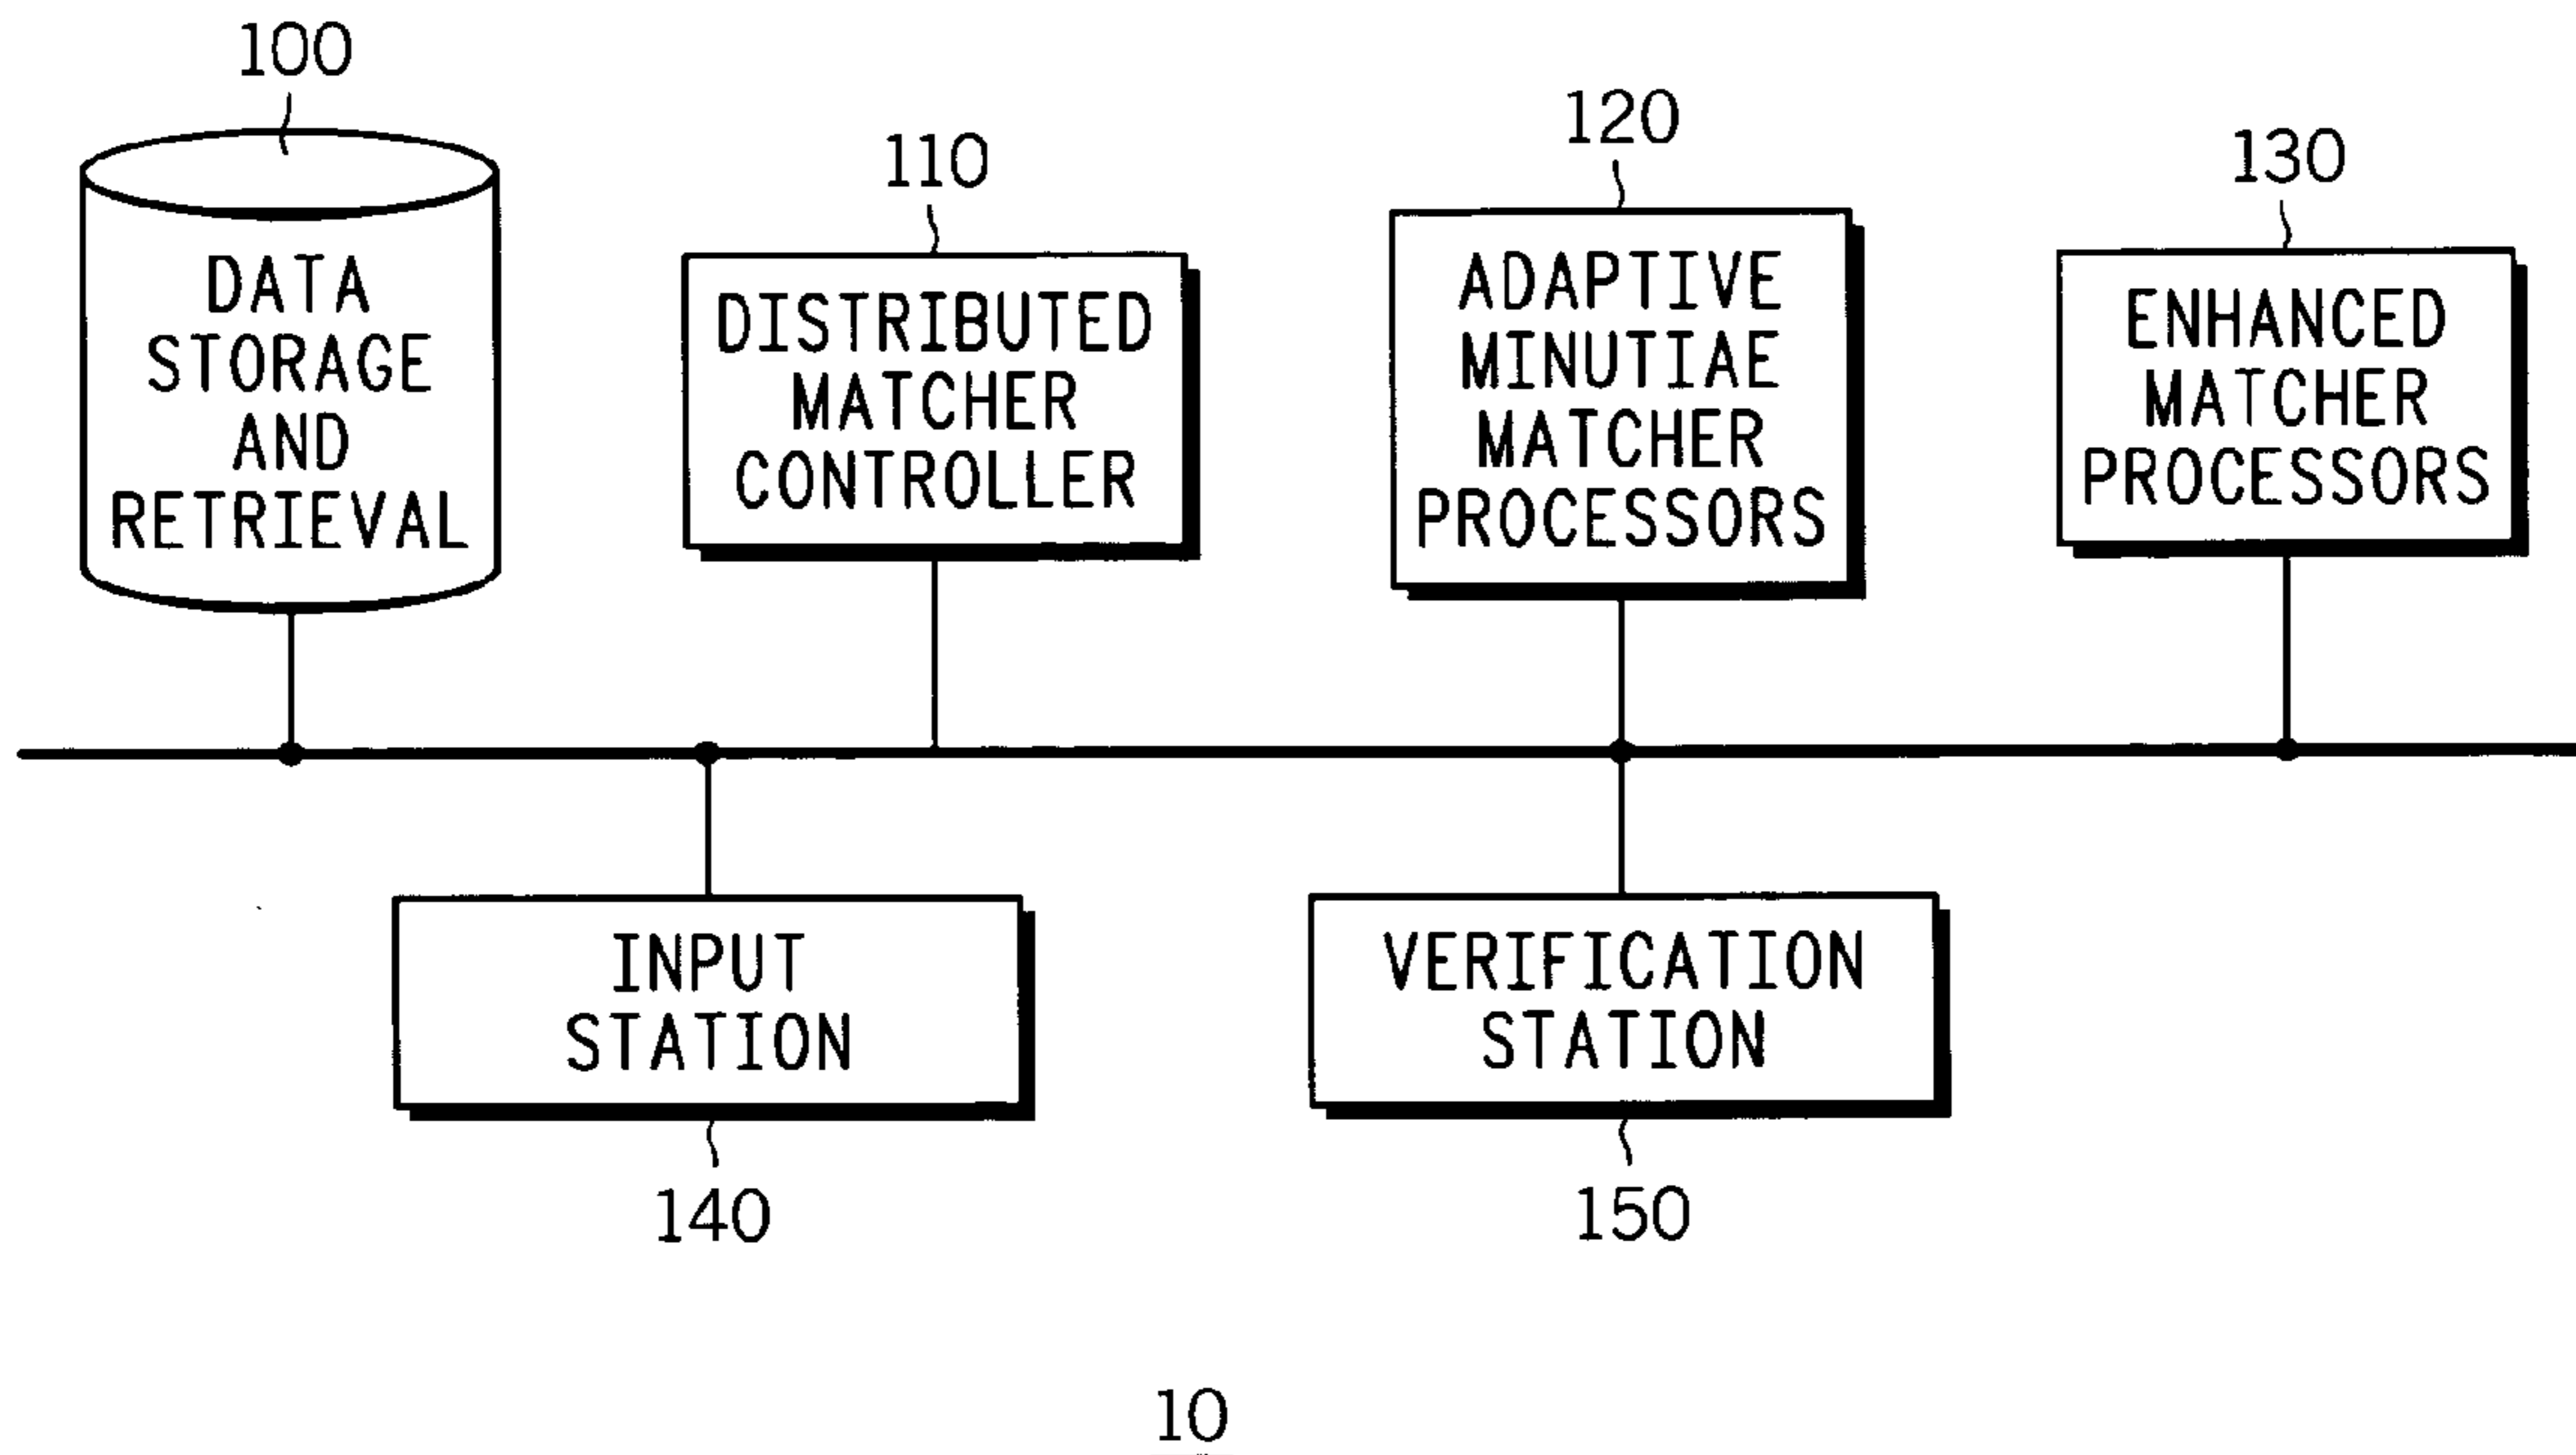 100
DATA
STORAGE
AND
RETRIEVAL
110
DISTRIBUTED
MATCHER
CONTROLLER
120
ADAPTIVE
MINUTIAE
MATCHER
PROCESSORS
130
ENHANCED
MATCHER
PROCESSORS
INPUT
STATION
140
VERIFICATION
STATION
150
10